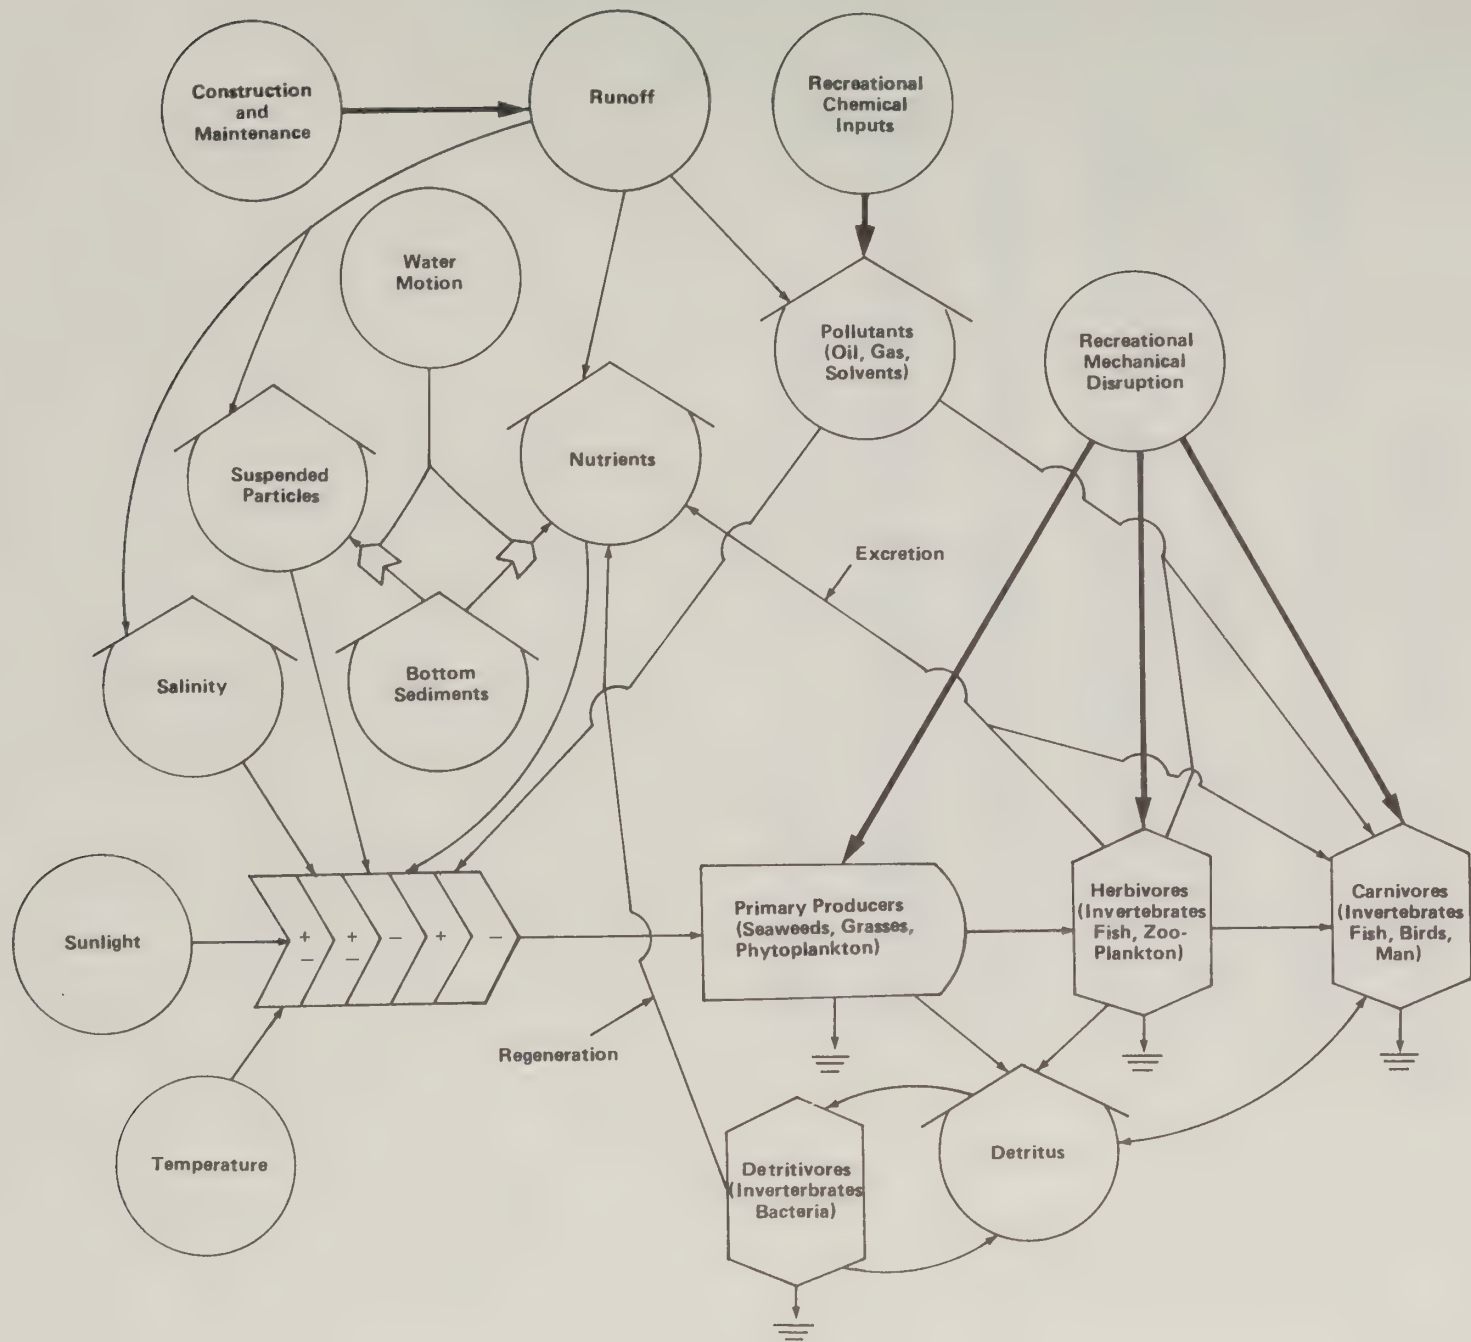 Construction
and
Maintenance
Runoff
Recreational
Chemical
Inputs
Water
Motion
Pollutants
(Oil, Gas,
Solvents)
Recreational
Mechanical
Disruption
Suspended
Particles
Nutrients
Excretion
Salinity
Bottom
Sediments
Sunlight
+
–
+
–
–
+
–
Primary Producers
(Seaweeds, Grasses,
Phytoplankton)
Herbivores
(Invertebrates
Fish, Zoo-
Plankton)
Carnivores
(Invertebrates
Fish, Birds,
Man)
Regeneration
Temperature
Detritivores
(Inverterbrates
Bacteria)
Detritus